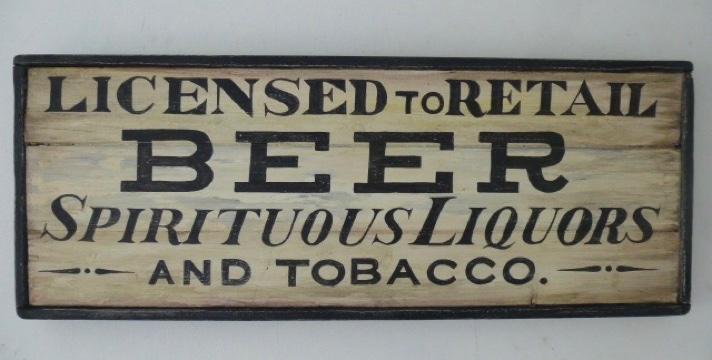 LICENSED TO RETAIL
BEER
SPIRITUOUS LIQUORS
AND TOBACCO.